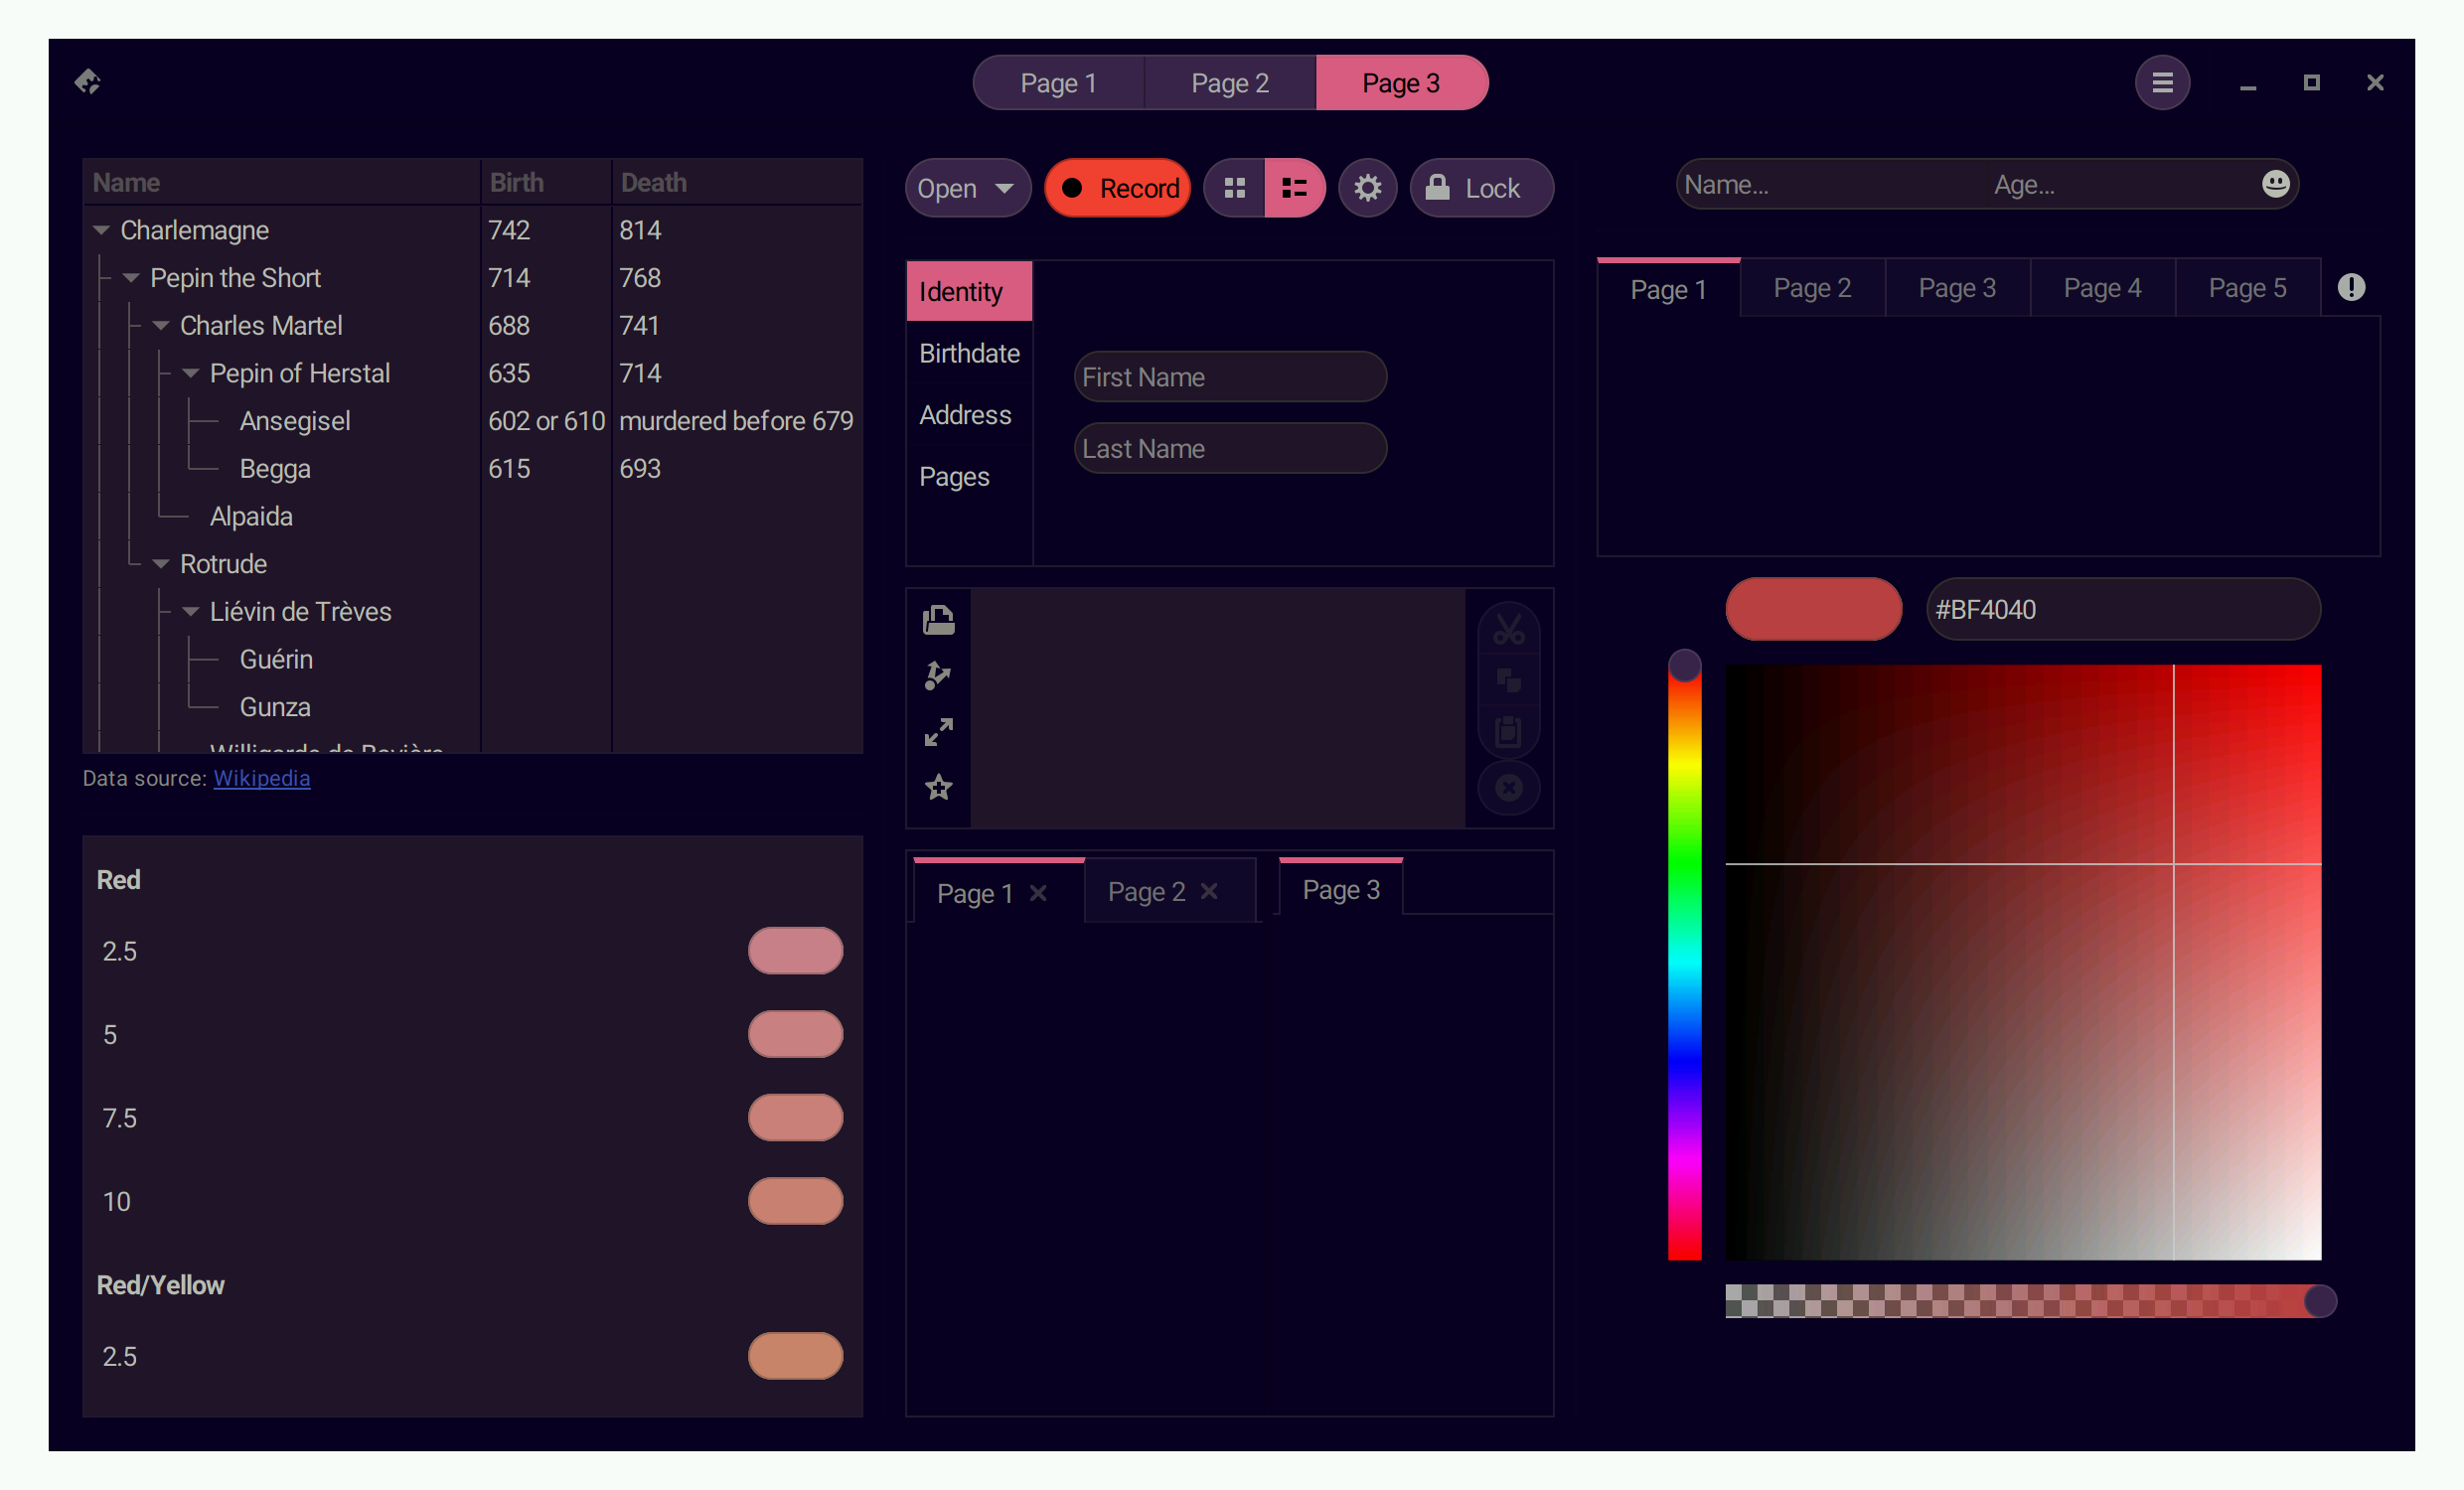 Page 1 Page 2 Page 3
Name Birth Death
Charlemagne 742 814
Pepin the Short 714 768
Charles Martel 688 741
Pepin of Herstal 635 714
Ansegisel 602 or 610 murdered before 679
Begga 615 693
Alpaida
Rotrude
Liévin de Trèves
Guérin
Gunza
Willigarde de Bavière
Data source: Wikipedia
Red
2.5
5
7.5
10
Red/Yellow
2.5
Open Record Lock
Identity
Birthdate
Address
Pages
First Name
Last Name
Page 1 Page 2 Page 3
Name... Age...
Page 1 Page 2 Page 3 Page 4 Page 5
#BF4040